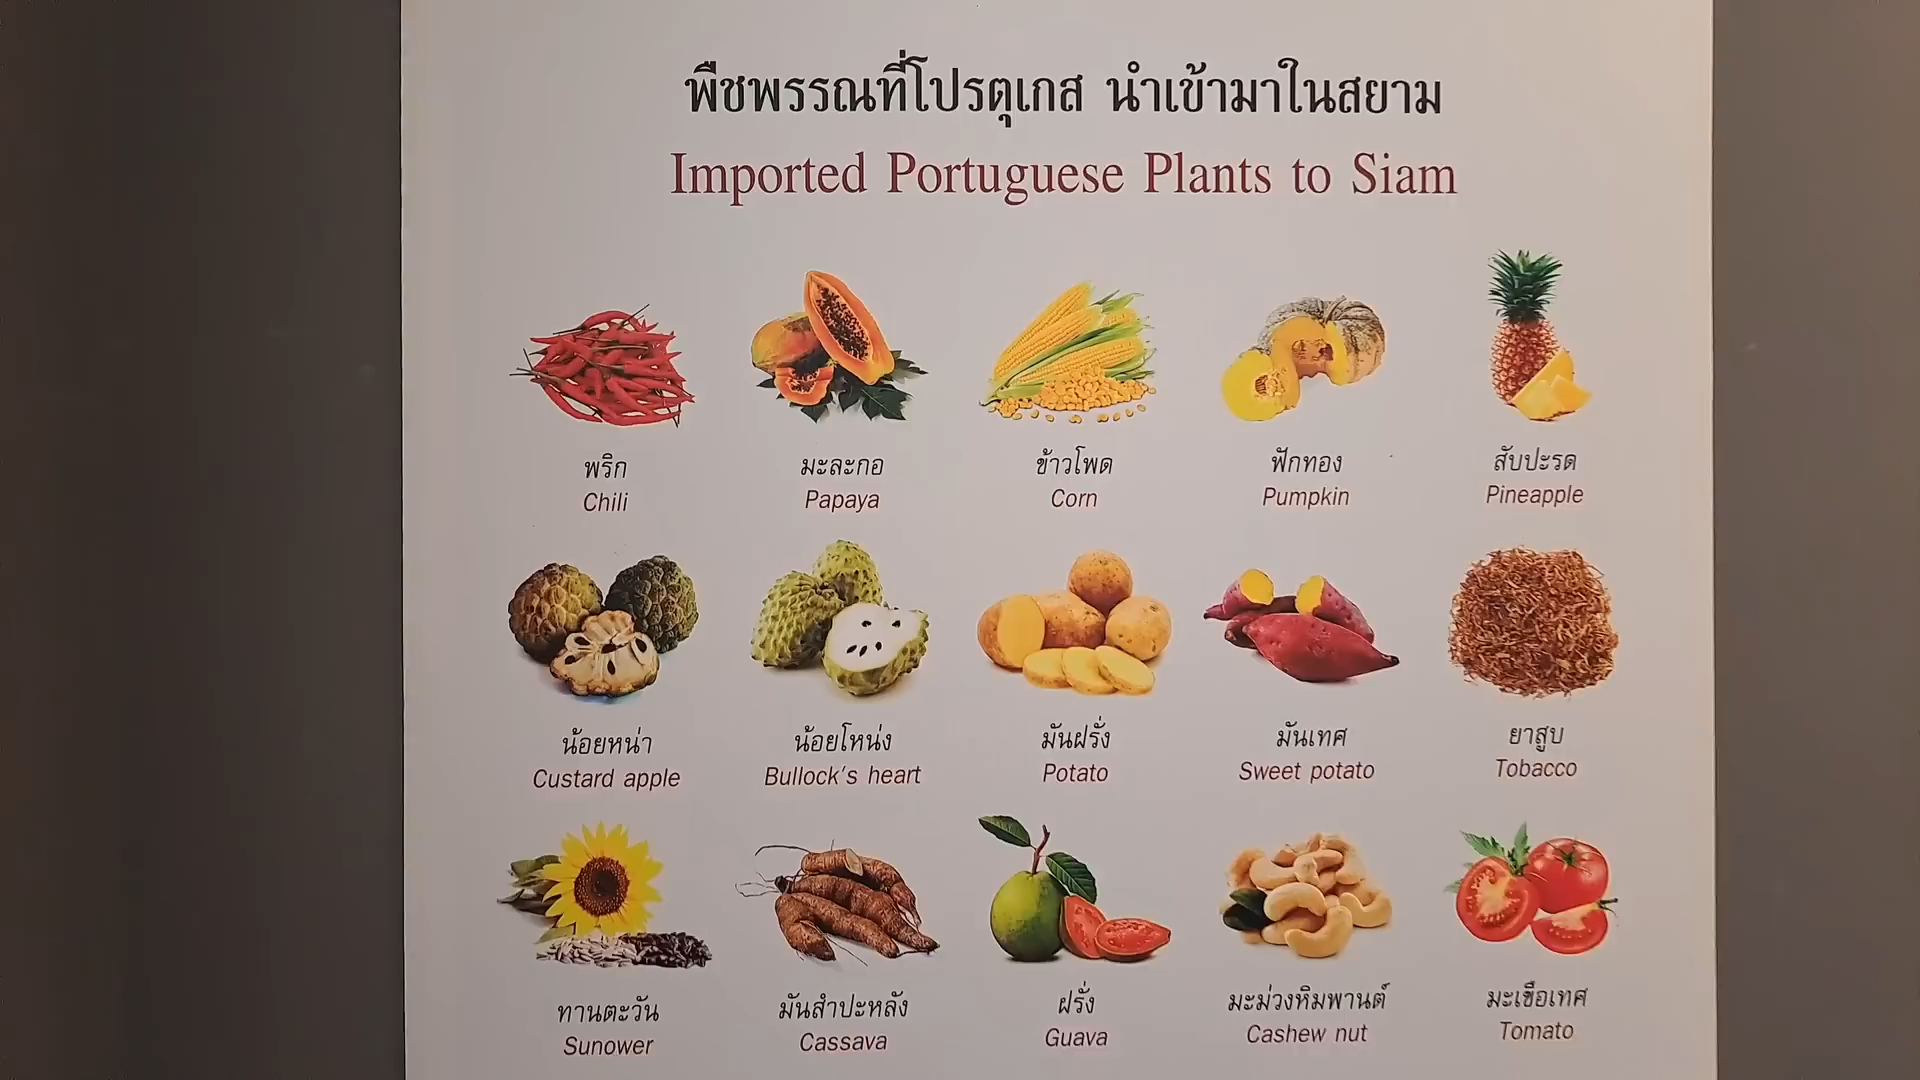 พืชพรรณที่โปรตุเกส นำเข้ามาในสยาม
Imported Portuguese Plants to Siam
พริก
Chili
มะละกอ
Papaya
ข้าวโพด
Corn
ฟักทอง
Pumpkin
สับปะรด
Pineapple
น้อยหน่า
Custard apple
น้อยโหน่ง
Bullock's heart
มันฝรั่ง
Potato
มันเทศ
Sweet potato
ยาสูบ
Tobacco
ทานตะวัน
Sunower
มันสำปะหลัง
Cassava
ฝรั่ง
Guava
มะม่วงหิมพานต์
Cashew nut
มะเขือเทศ
Tomato